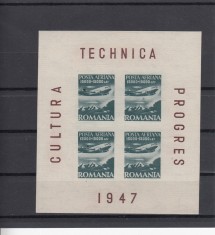 TECHNICA
CULTURA
PROGRES
POSTA AERIANA
ROMANIA
POSTA AERIANA
ROMANIA
POSTA AERIANA
ROMANIA
POSTA AERIANA
ROMANIA
1947